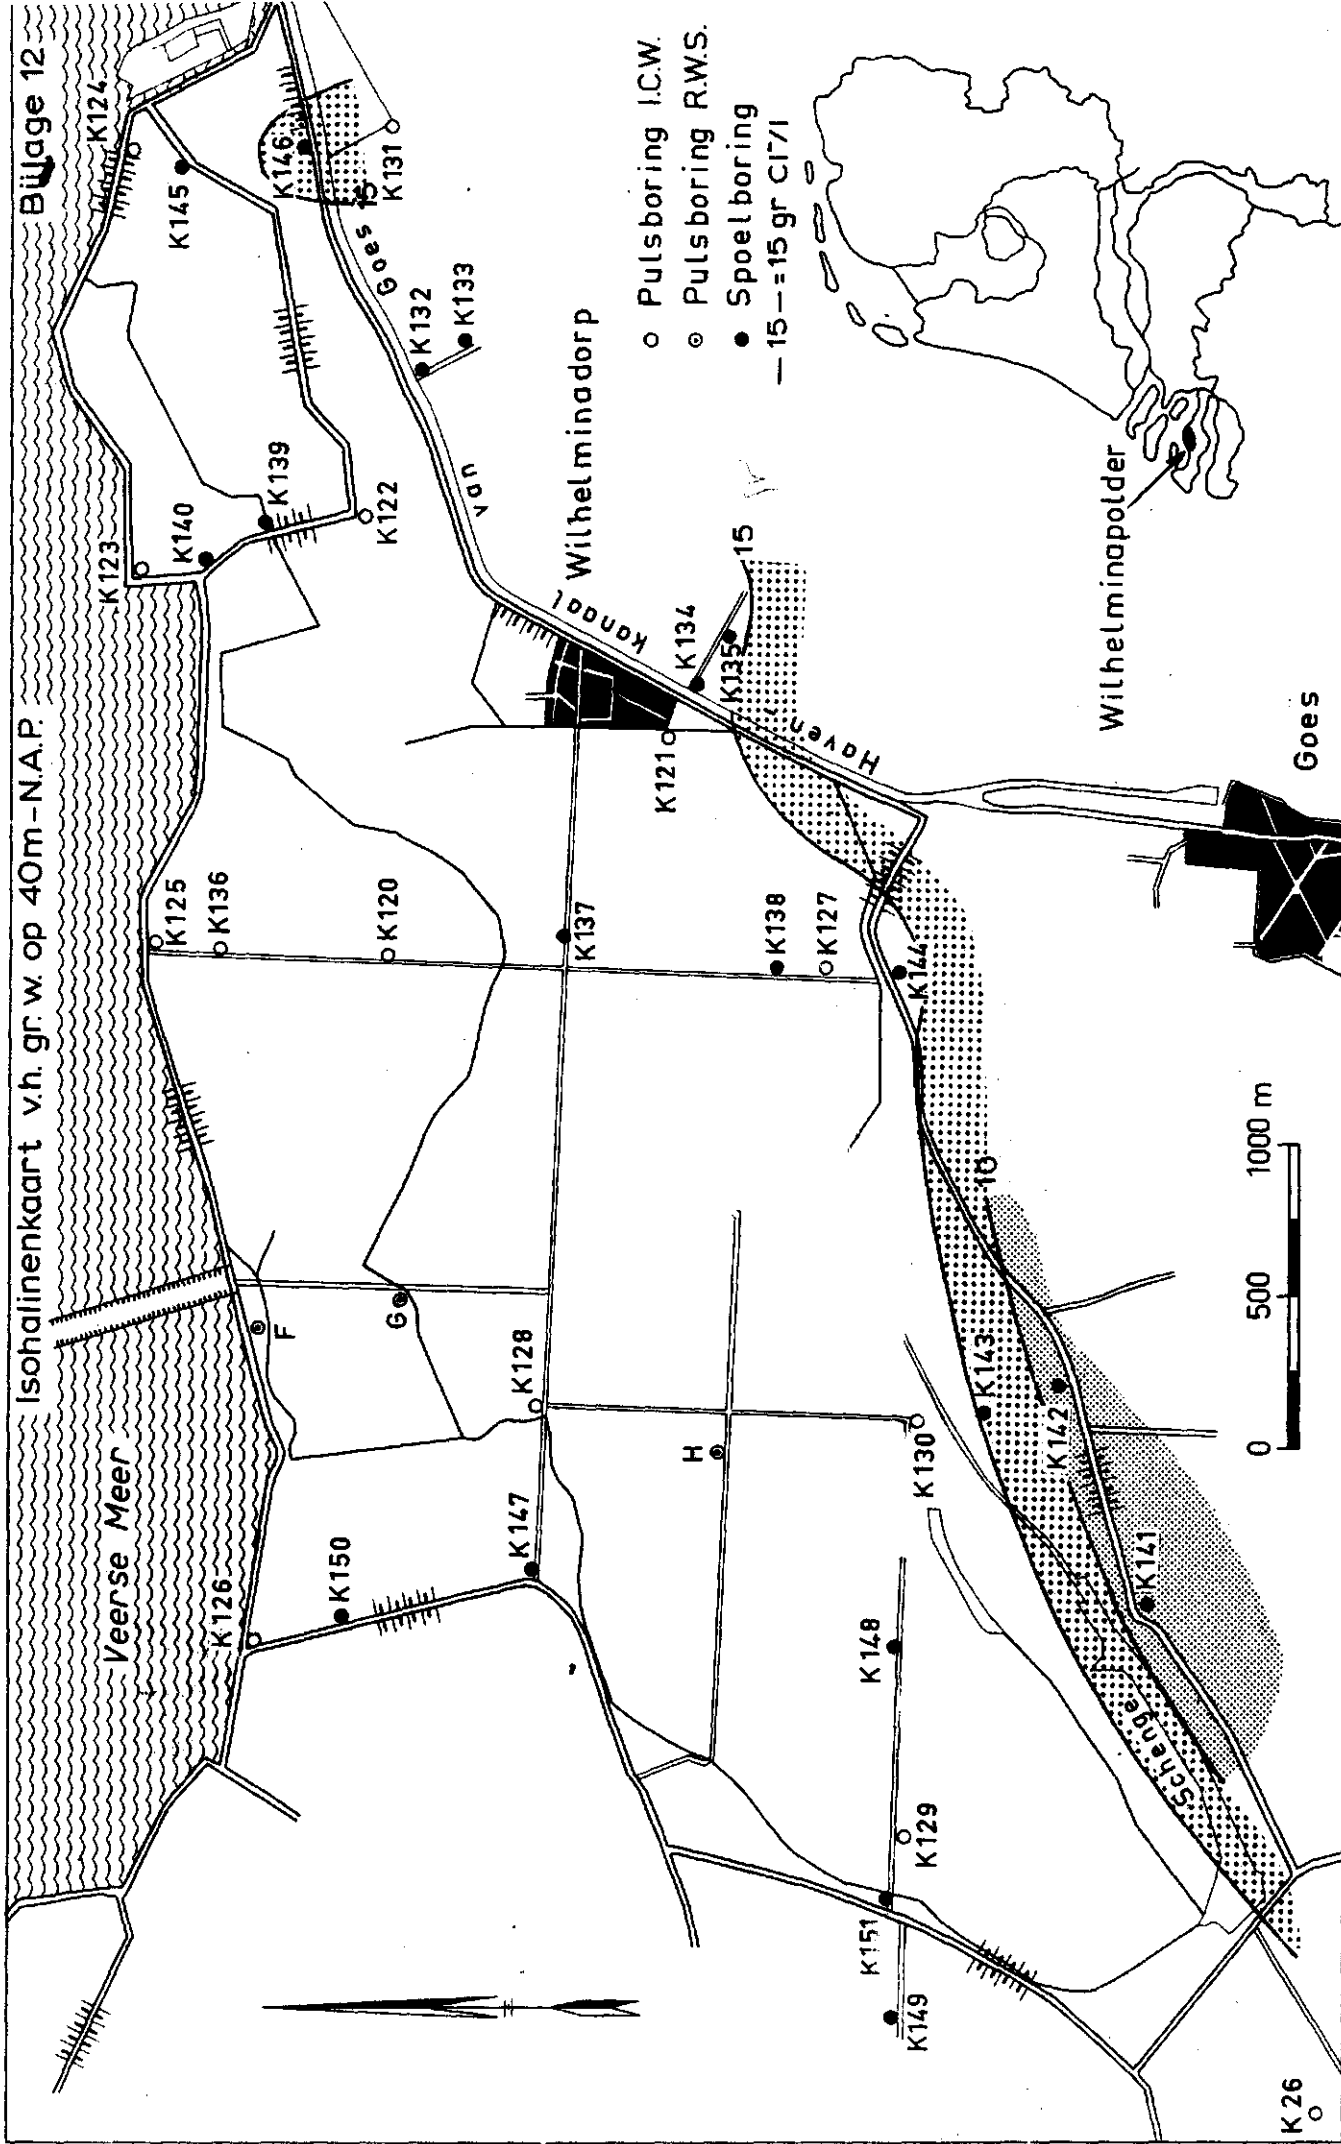 Isohalinenkaart v.h. gr. w. op 40m-N.A.P.
Bijlage 12
Veerse Meer
K124
K145
K146
15
K131
Goes
K132
K133
van
K139
K140
K123
K122
Wilhelminadorp
kanaal
K134
K135
15
K121
Haven,
K125
K136
K120
K137
K138
K127
K144
10
F
G
K128
H
K143
K142
K130
K147
K126
K150
K141
K148
Schenge
K129
K151
K149
K26
Pulsboring I.C.W.
Pulsboring R.W.S.
Spoelboring
—15—=15 gr Cl⁻/l
Wilhelminapolder
Goes
0 500 1000 m